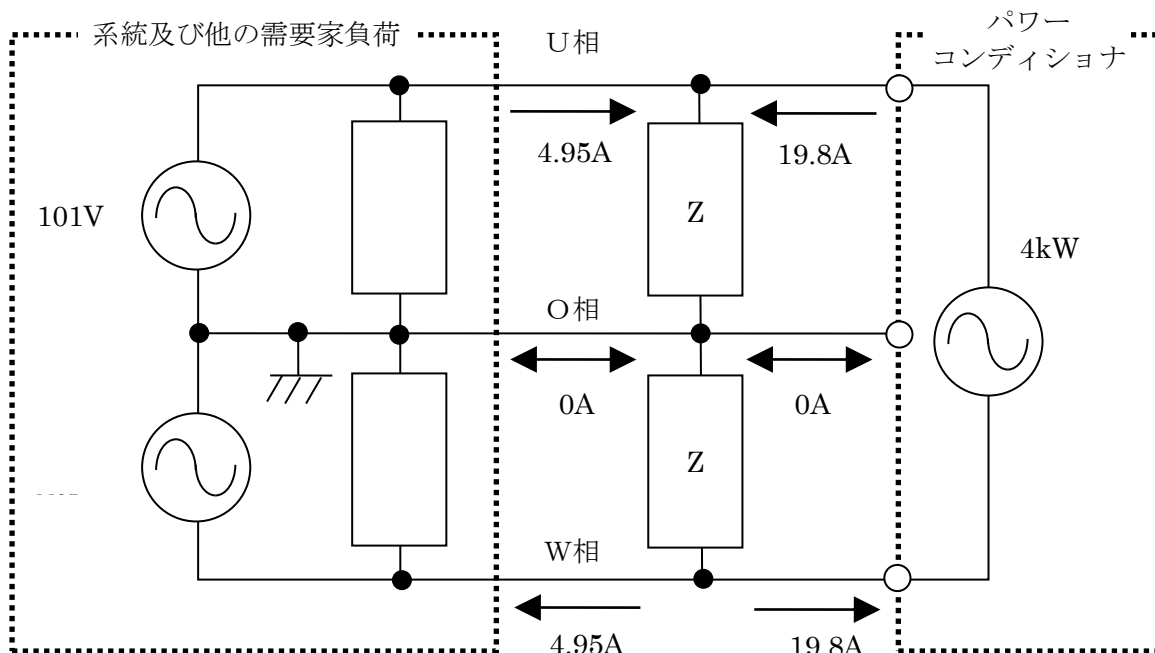 系統及び他の需要家負荷
パワー
コンディショナ
U相
4.95A
19.8A
101V
Z
4kW
O相
0A
0A
Z
W相
4.95A
19.8A